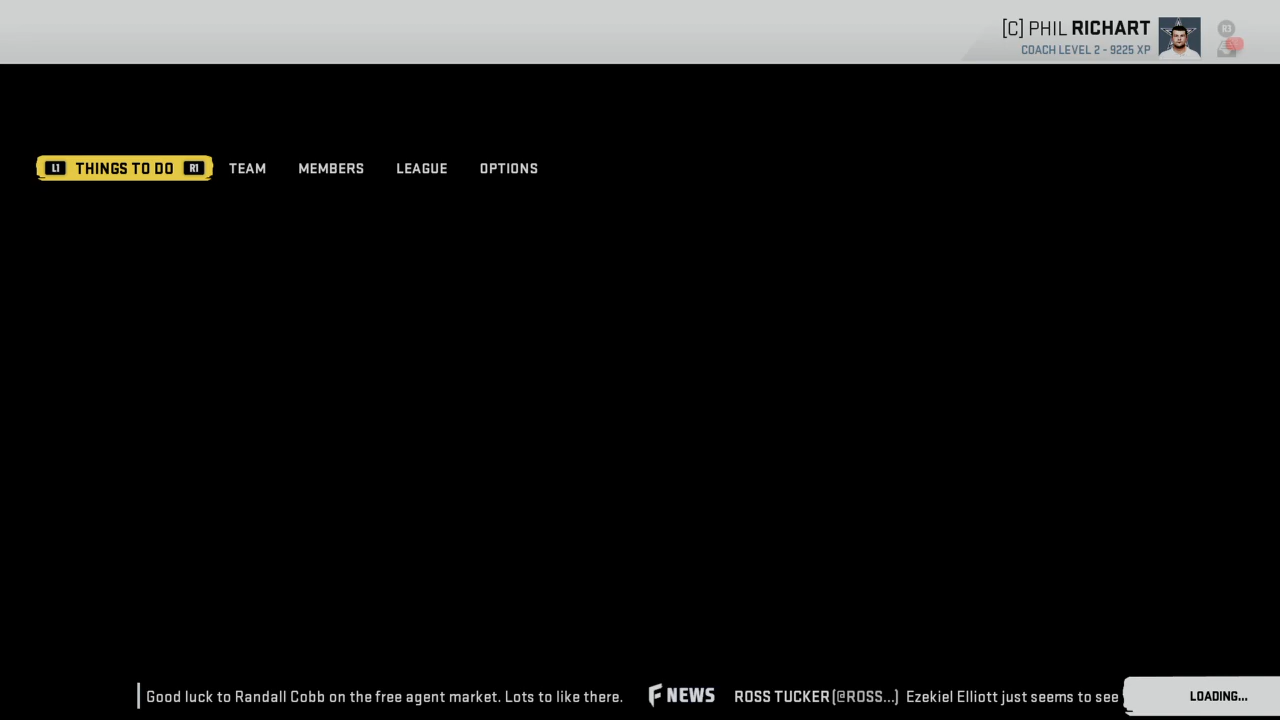 [C] PHIL RICHART
COACH LEVEL 2 - 9225 XP
R3
L1 THINGS TO DO R1 TEAM MEMBERS LEAGUE OPTIONS
Good luck to Randall Cobb on the free agent market. Lots to like there. F NEWS ROSS TUCKER (@ROSS...) Ezekiel Elliott just seems to see LOADING...